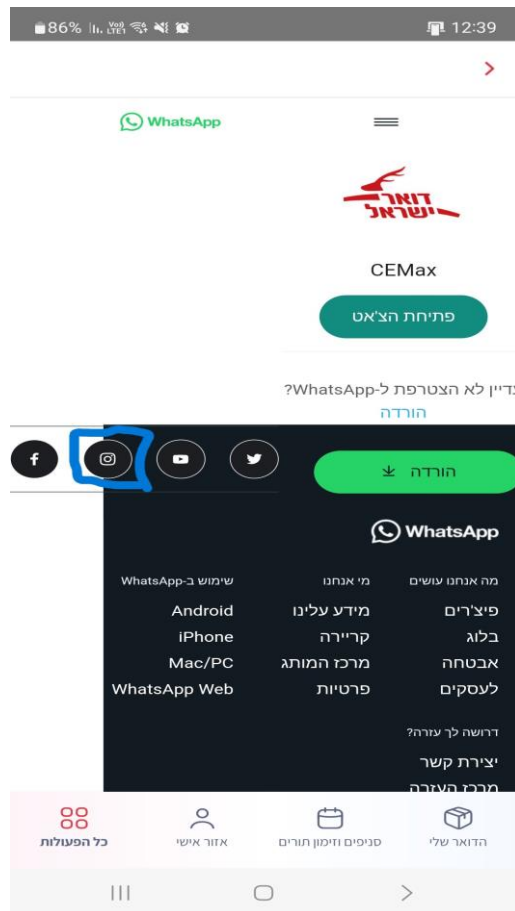 86% Vo)) LTE1 12:39
WhatsApp
דואר
ישראל
CEMax
פתיחת הצ'אט
עדיין לא הצטרפת ל-WhatsApp?
הורדה
הורדה
WhatsApp
מה אנחנו עושים מי אנחנו שימוש ב-WhatsApp
פיצ'רים מידע עלינו Android
בלוג קריירה iPhone
אבטחה מרכז המותג Mac/PC
לעסקים פרטיות WhatsApp Web
דרושה לך עזרה?
יצירת קשר
מרכז העזרה
הדואר שלי סניפים וזימון תורים אזור אישי כל הפעולות